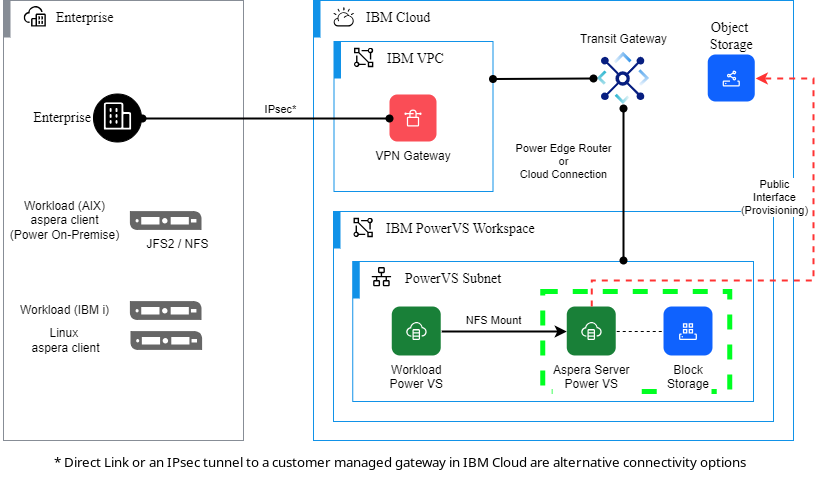 Enterprise
IBM Cloud
Transit Gateway
Object
Storage
IBM VPC
Enterprise
IPsec*
VPN Gateway
Power Edge Router
or
Cloud Connection
Public
Interface
(Provisioning)
Workload (AIX)
aspera client
(Power On-Premise)
JFS2 / NFS
IBM PowerVS Workspace
PowerVS Subnet
Workload (IBM i)
Linux
aspera client
NFS Mount
Workload
Power VS
Aspera Server
Power VS
Block
Storage
* Direct Link or an IPsec tunnel to a customer managed gateway in IBM Cloud are alternative connectivity options